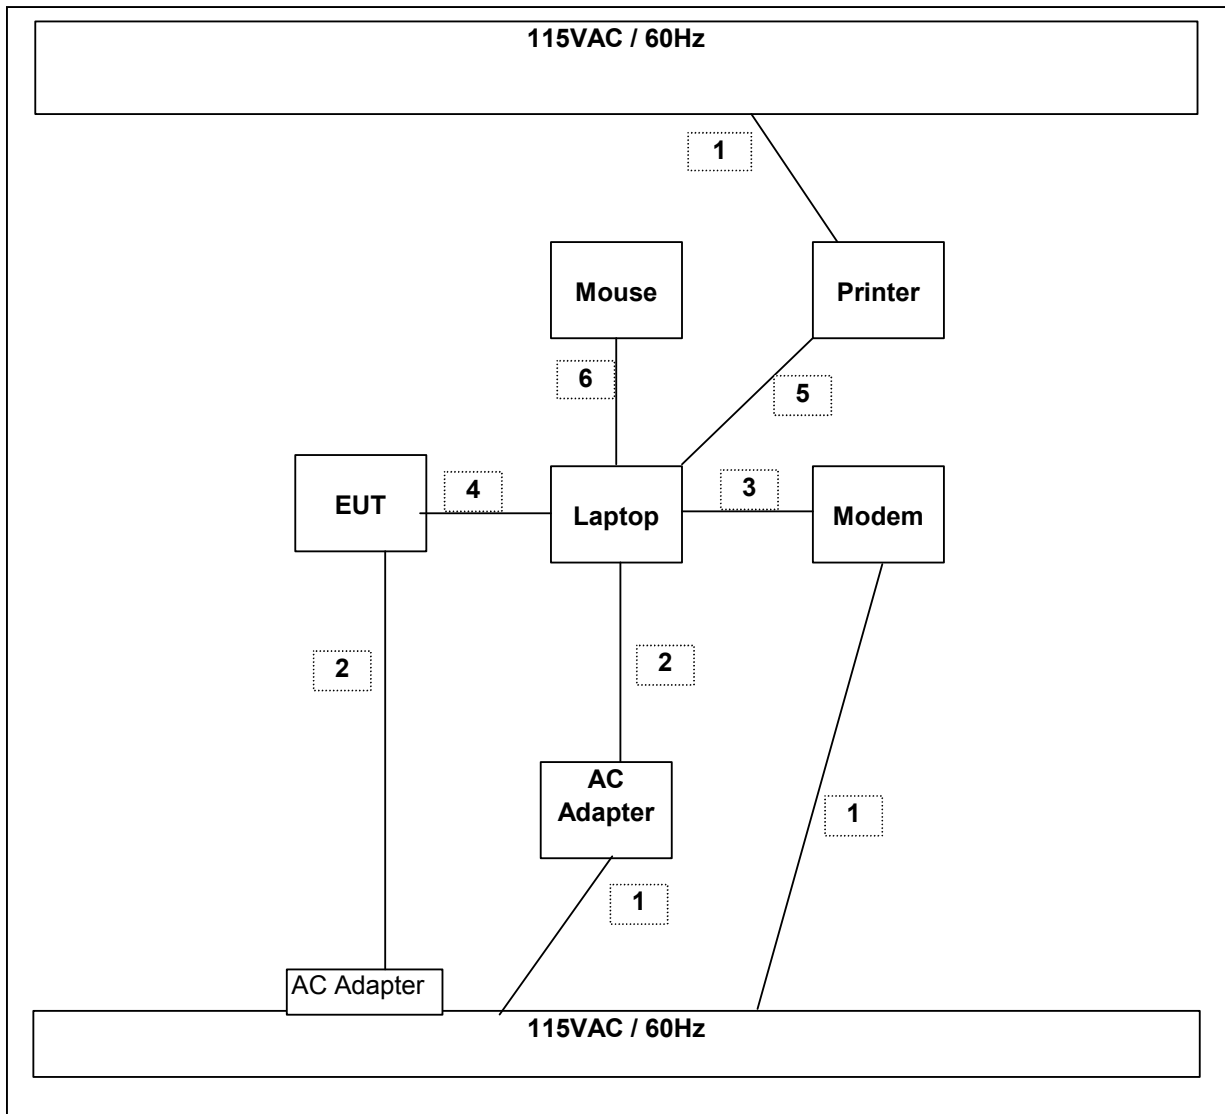 115VAC / 60Hz
1
Mouse
Printer
6
5
EUT
4
Laptop
3
Modem
2
2
AC
Adapter
1
1
AC Adapter
115VAC / 60Hz